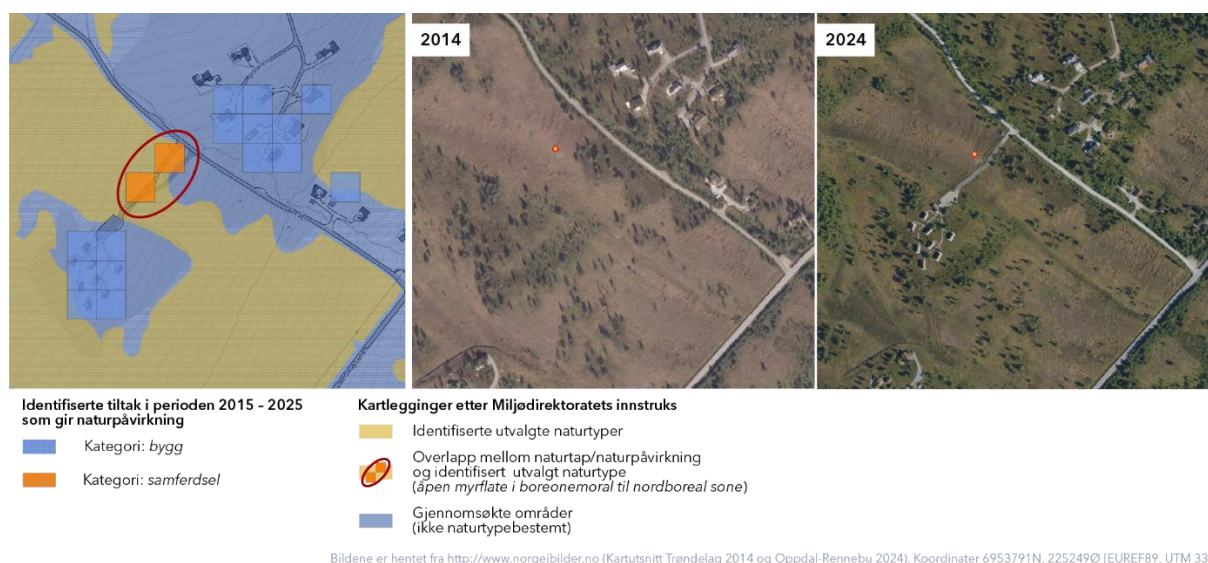 2014
2024
Identifiserte tiltak i perioden 2015 – 2025
som gir naturpåvirkning
Kategori: bygg
Kategori: samferdsel
Kartlegginger etter Miljødirektoratets innstruks
Identifiserte utvalgte naturtyper
Overlapp mellom naturtap/naturpåvirkning
og identifisert utvalgt naturtype
(åpen myrflate i boreonemoral til nordboreal sone)
Gjennomsøkte områder
(ikke naturtypebestemt)
Bildene er hentet fra http://www.norgeibilder.no (Kartutsnitt Trøndelag 2014 og Oppdal-Rennebu 2024). Koordinater 6953791N, 225249Ø [EUREF89, UTM 33